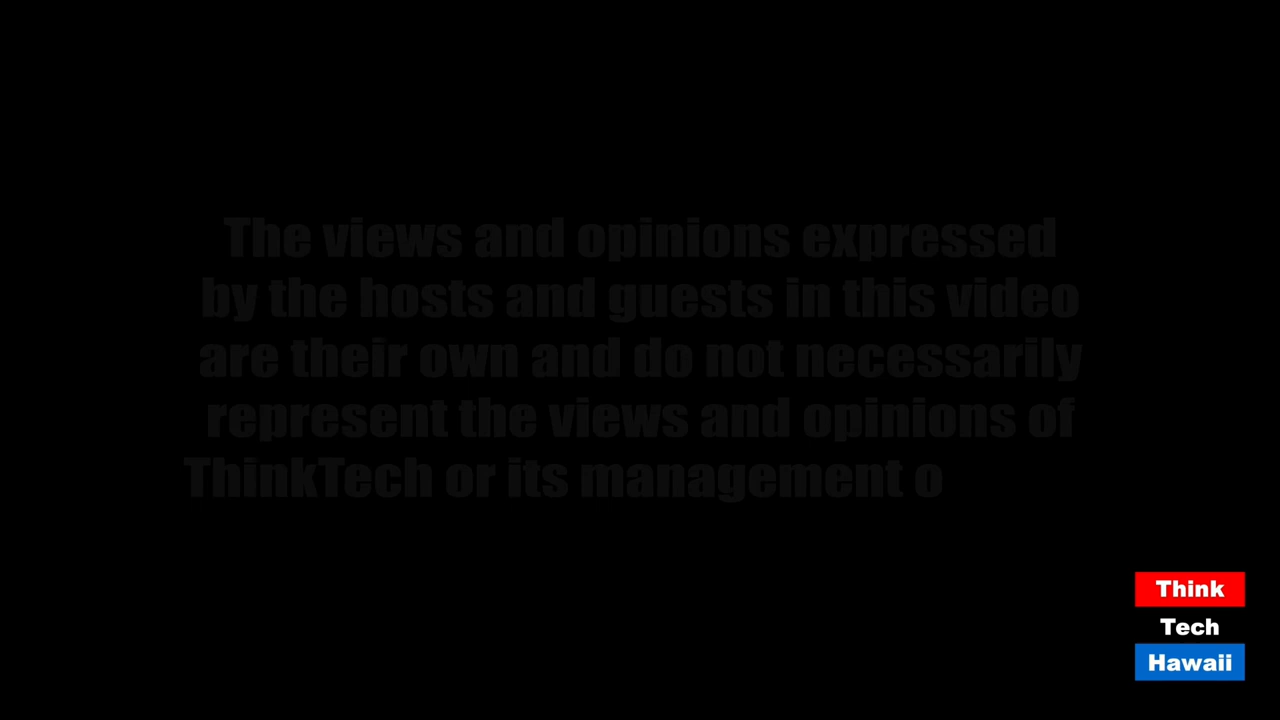 The views and opinions expressed
by the hosts and guests in this video
are their own and do not necessarily
represent the views and opinions of
ThinkTech or its management o
Think
Tech
Hawaii